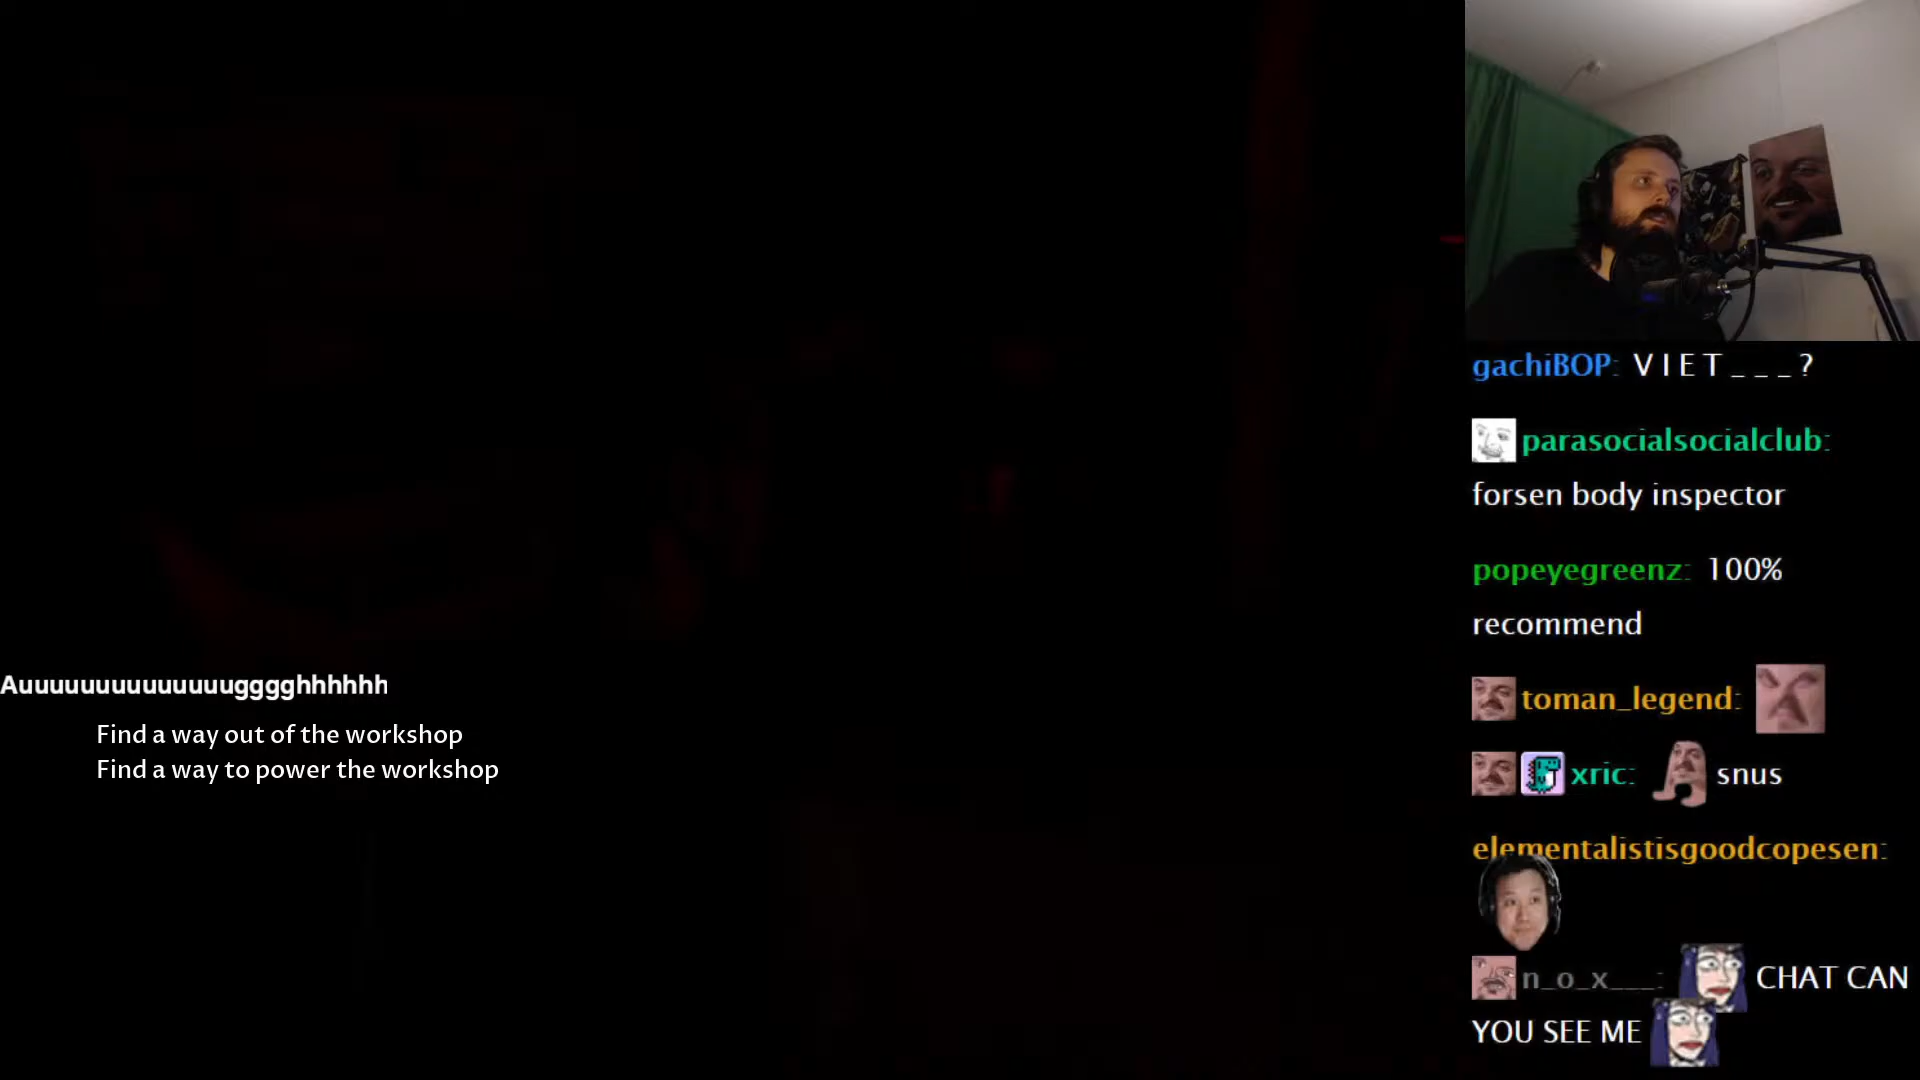 gachiBOP: V I E T _ _ _ ?
parasocialsocialclub:
forsen body inspector
popeyegreenz: 100%
recommend
toman_legend:
xric: snus
elementalistisgoodcopesen:
n_o_x___: CHAT CAN
YOU SEE ME
Auuuuuuuuuuuuuugggghhhhhh
Find a way out of the workshop
Find a way to power the workshop